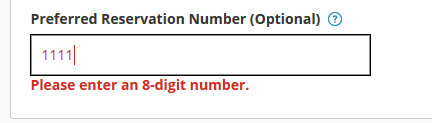 Preferred Reservation Number (Optional) ?
1111
Please enter an 8-digit number.